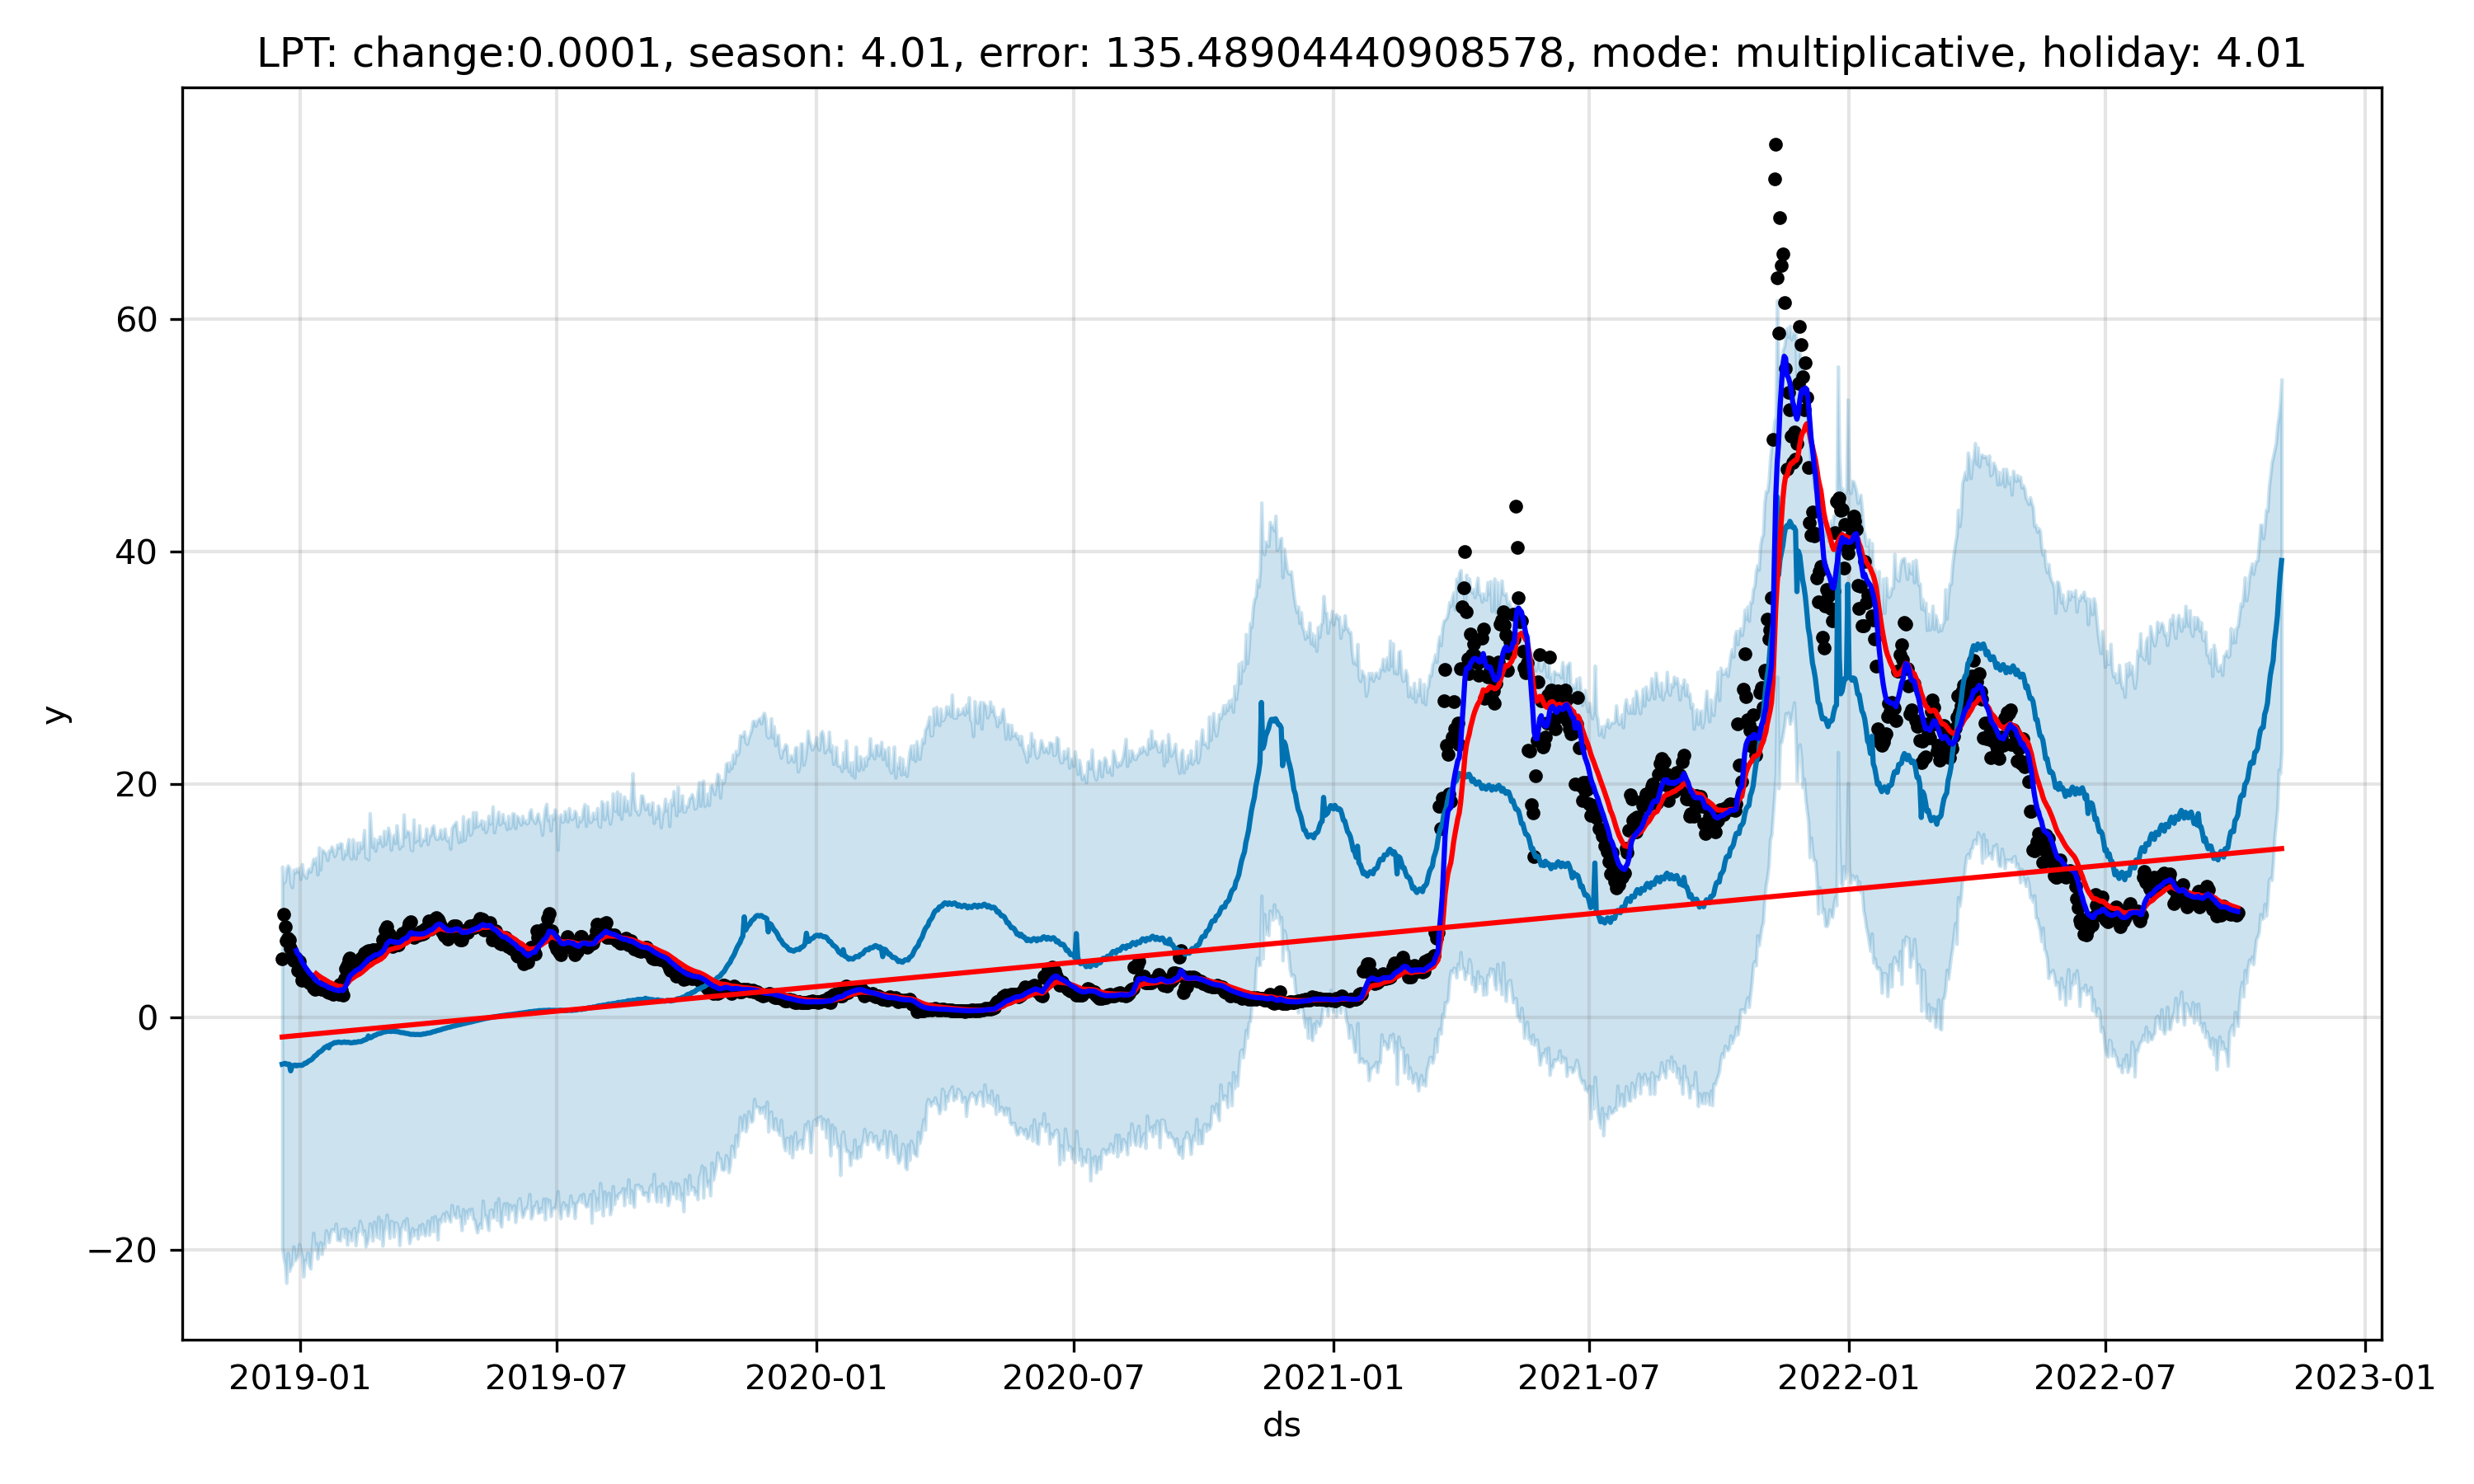 LPT: change:0.0001, season: 4.01, error: 135.48904440908578, mode: multiplicative, holiday: 4.01
y
60
40
20
0
−20
2019-01 2019-07 2020-01 2020-07 2021-01 2021-07 2022-01 2022-07 2023-01
ds